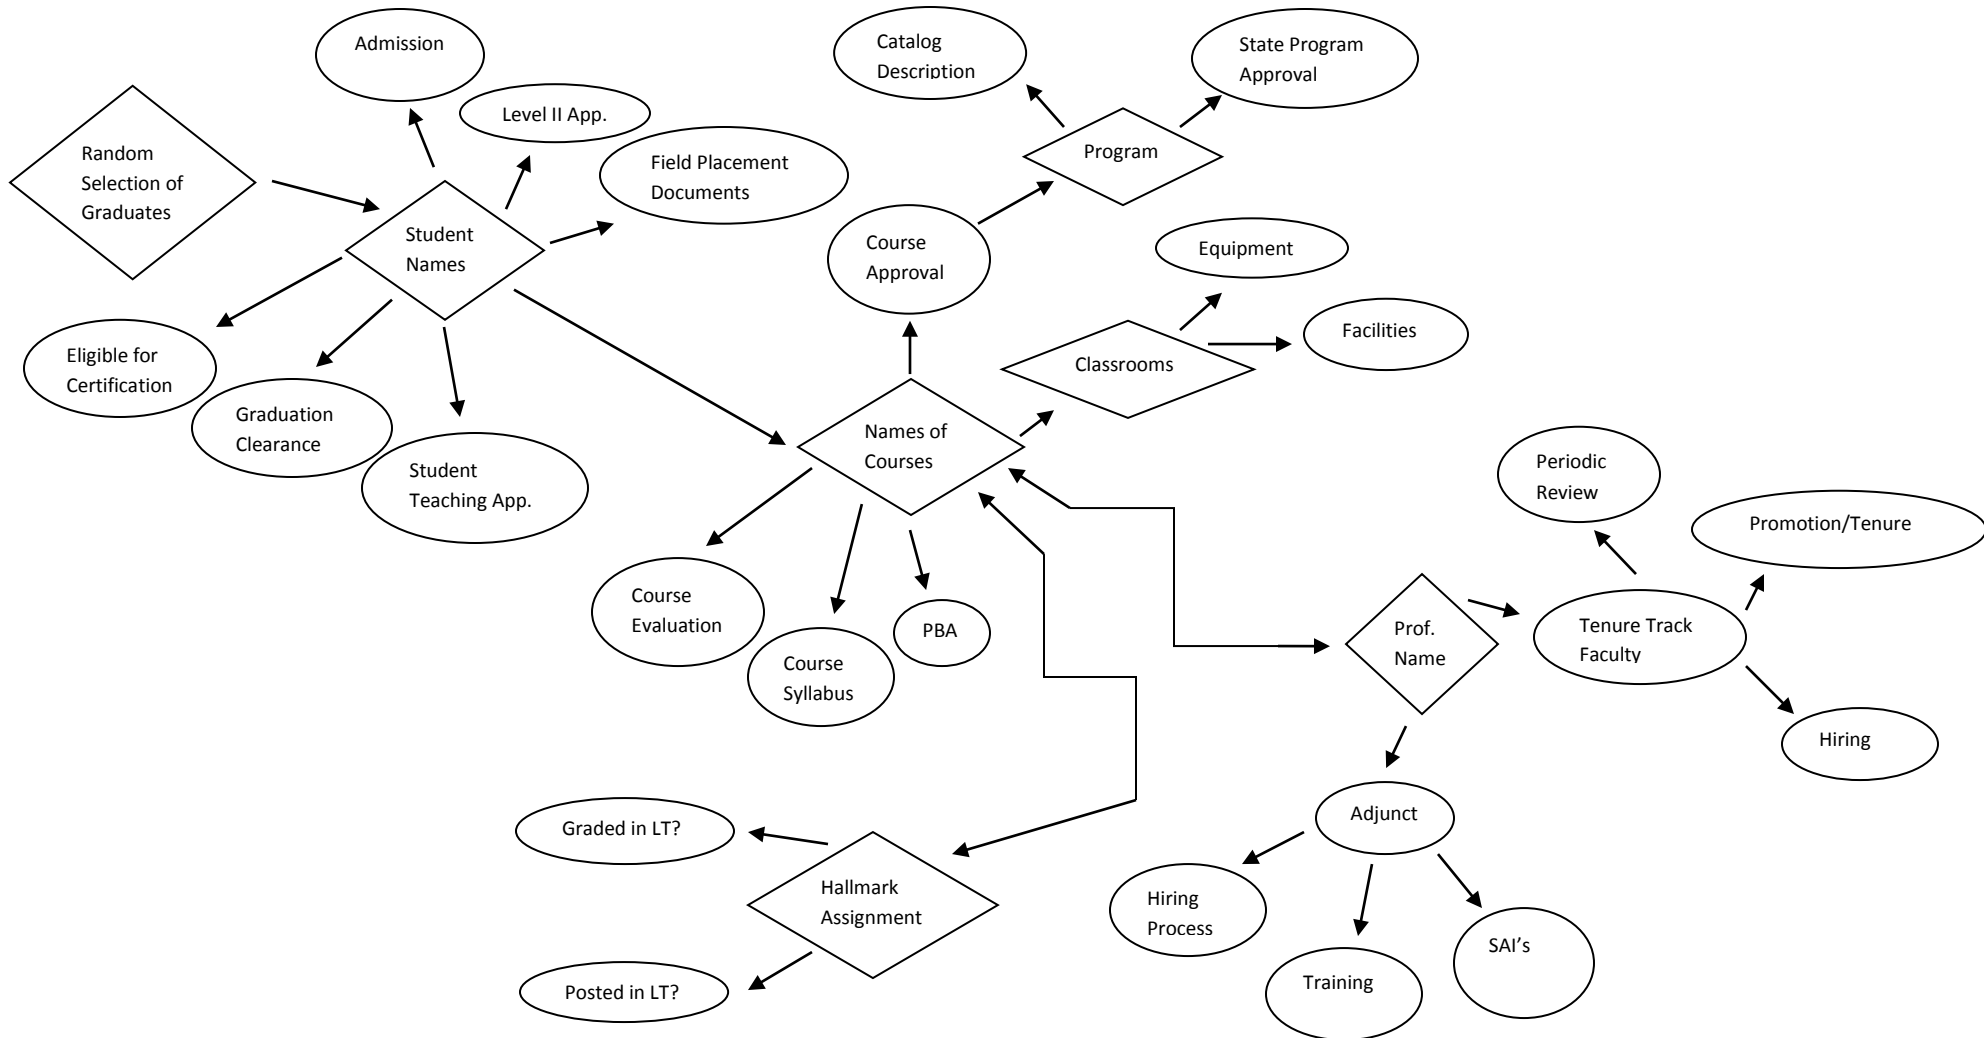 Admission
Catalog
Description
State Program
Approval
Level II App.
Random
Selection of
Graduates
Field Placement
Documents
Program
Student
Names
Course
Approval
Equipment
Eligible for
Certification
Facilities
Classrooms
Graduation
Clearance
Names of
Courses
Student
Teaching App.
Periodic
Review
Promotion/Tenure
Course
Evaluation
PBA
Prof.
Name
Tenure Track
Faculty
Course
Syllabus
Hiring
Graded in LT?
Adjunct
Hallmark
Assignment
Hiring
Process
SAI's
Posted in LT?
Training